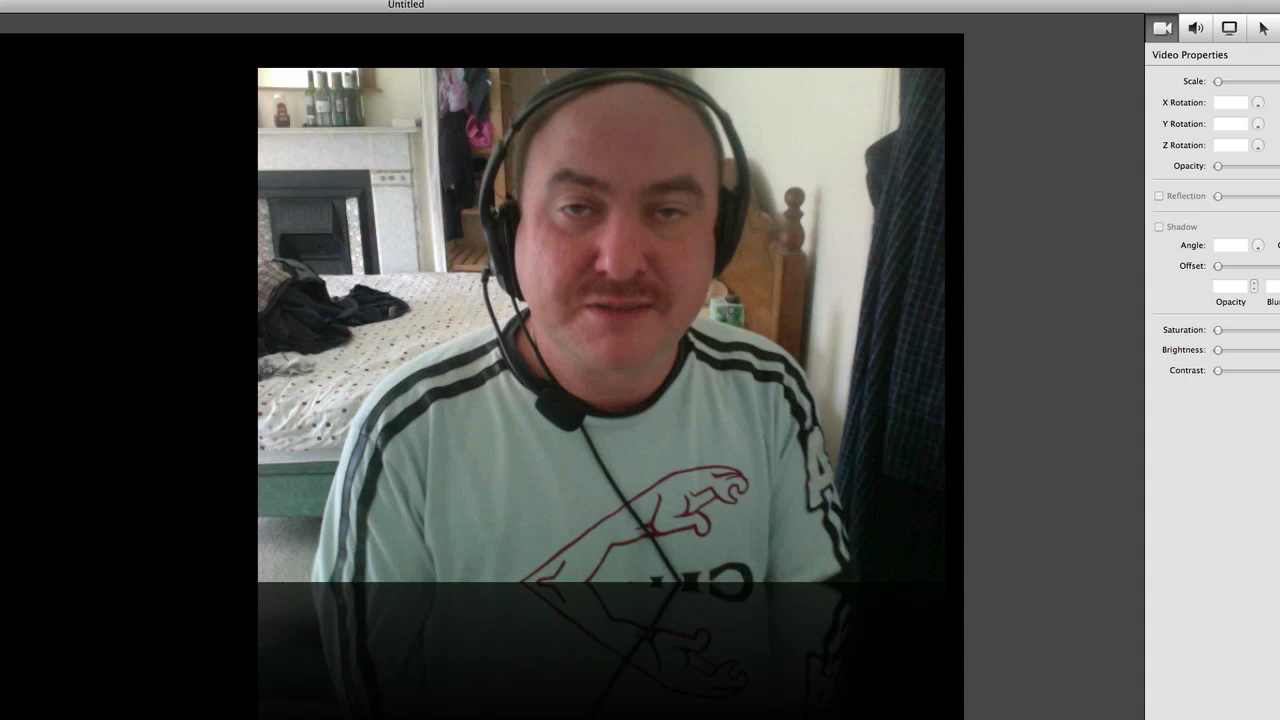 Untitled
Video Properties
Scale:
X Rotation:
Y Rotation:
Z Rotation:
Opacity:
Reflection
Shadow
Angle:
Offset:
Opacity
Saturation:
Brightness:
Contrast: